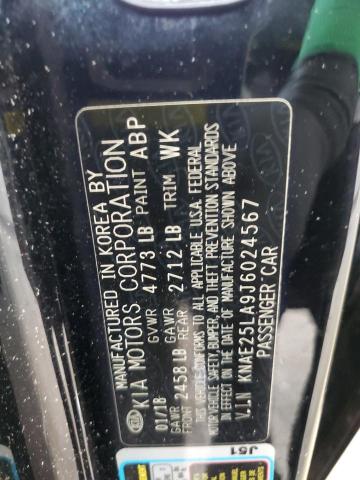 MANUFACTURED IN KOREA BY
KIA MOTORS CORPORATION
01/18 GVWR 4773 LB PAINT ABP
GAWR FRONT 2458 LB GAWR REAR 2712 LB TRIM WK
THIS VEHICLE CONFORMS TO ALL APPLICABLE U.S.A. FEDERAL
MOTOR VEHICLE SAFETY, BUMPER, AND THEFT PREVENTION STANDARDS
IN EFFECT ON THE DATE OF MANUFACTURE SHOWN ABOVE
V.I.N KNAE25LA9J6024567
PASSENGER CAR
J51